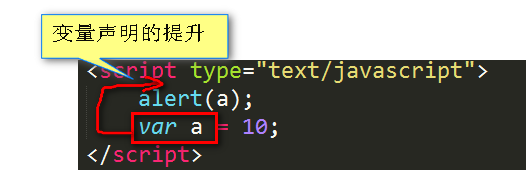 变量声明的提升
<script type="text/javascript">
alert(a);
var a = 10;
</script>